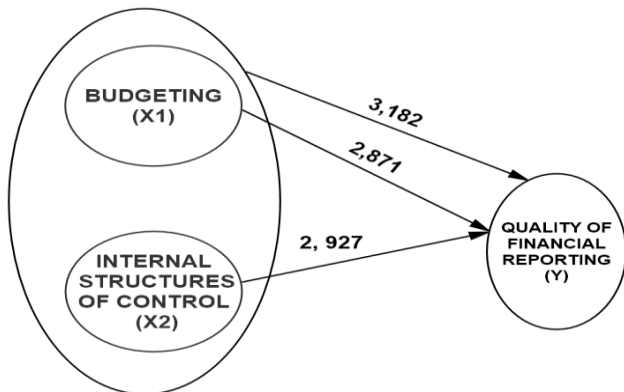 BUDGETING
(X1)
3,182
2,871
2, 927
INTERNAL
STRUCTURES
OF CONTROL
(X2)
QUALITY OF
FINANCIAL
REPORTING
(Y)